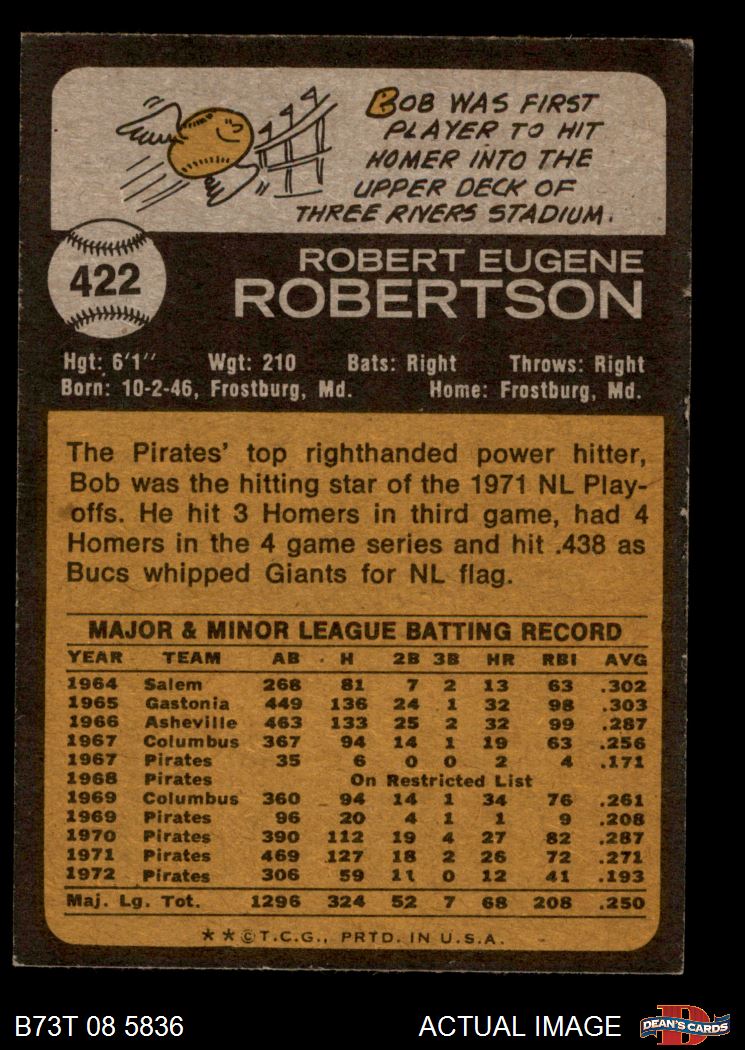 BOB WAS FIRST
PLAYER TO HIT
HOMER INTO THE
UPPER DECK OF
THREE RIVERS STADIUM.
422
ROBERT EUGENE
ROBERTSON
Hgt: 6'1" Wgt: 210 Bats: Right Throws: Right
Born: 10-2-46, Frostburg, Md. Home: Frostburg, Md.
The Pirates' top righthanded power hitter,
Bob was the hitting star of the 1971 NL Play-
offs. He hit 3 Homers in third game, had 4
Homers in the 4 game series and hit .438 as
Bucs whipped Giants for NL flag.
MAJOR & MINOR LEAGUE BATTING RECORD
YEAR TEAM AB H 2B 3B HR RBI AVG
1964 Salem 268 81 7 2 13 63 .302
1965 Gastonia 449 136 24 1 32 98 .303
1966 Asheville 463 133 25 2 32 99 .287
1967 Columbus 367 94 14 1 19 63 .256
1967 Pirates 35 6 0 0 2 4 .171
1968 Pirates On Restricted List
1969 Columbus 360 94 14 1 34 76 .261
1969 Pirates 96 20 4 1 1 9 .208
1970 Pirates 390 112 19 4 27 82 .287
1971 Pirates 469 127 18 2 26 72 .271
1972 Pirates 306 59 11 0 12 41 .193
Maj. Lg. Tot. 1296 324 52 7 68 208 .250
**©T.C.G., PRTD. IN U.S.A.
B73T 08 5836 ACTUAL IMAGE D DEAN'S CARDS